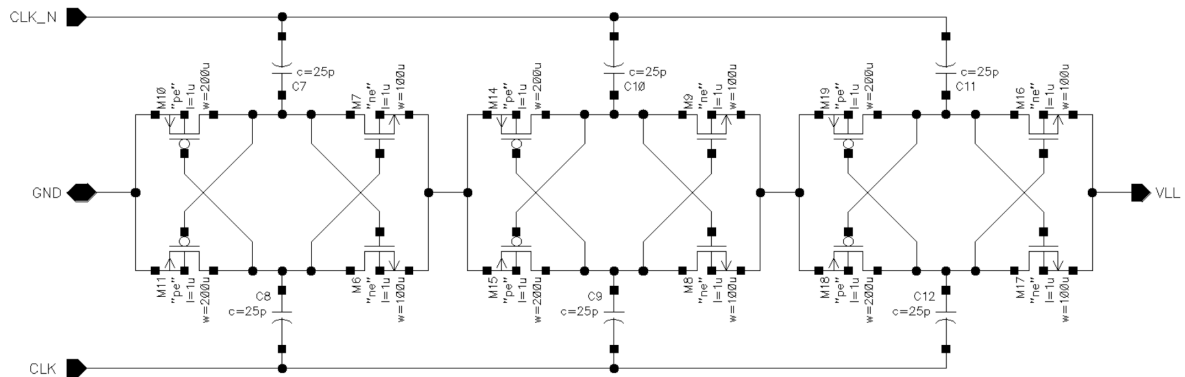 CLK_N
c=25p
C7
c=25p
C10
c=25p
C11
M10
"pe"
l=1u
w=200u
M7
"ne"
l=1u
w=100u
M14
"pe"
l=1u
w=200u
M9
"ne"
l=1u
w=100u
M19
"pe"
l=1u
w=200u
M16
"ne"
l=1u
w=100u
GND
VLL
M11
"pe"
l=1u
w=200u
C8
c=25p
M6
"ne"
l=1u
w=100u
M15
"pe"
l=1u
w=200u
C9
c=25p
M8
"ne"
l=1u
w=100u
M18
"pe"
l=1u
w=200u
C12
c=25p
M17
"ne"
l=1u
w=100u
CLK